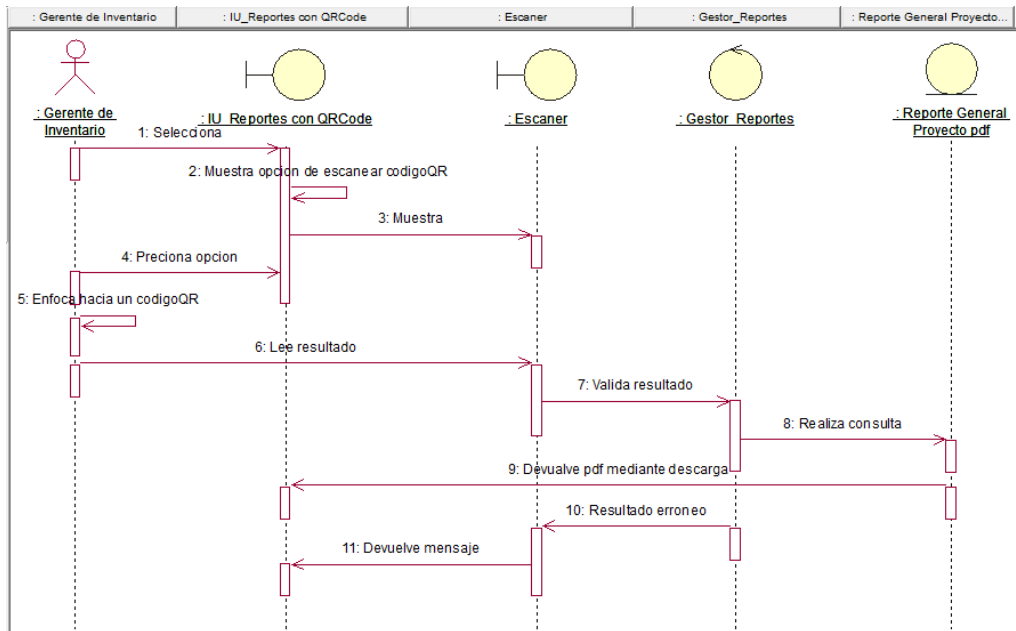 : Gerente de Inventario
: IU_Reportes con QRCode
: Escaner
: Gestor_Reportes
: Reporte General Proyecto...
: Gerente de
Inventario
: IU_Reportes con QRCode
: Escaner
: Gestor_Reportes
: Reporte General
Proyecto pdf
1: Selecciona
2: Muestra opcion de escanear codigoQR
3: Muestra
4: Preciona opcion
5: Enfoca hacia un codigoQR
6: Lee resultado
7: Valida resultado
8: Realiza consulta
9: Devualve pdf mediante descarga
10: Resultado erroneo
11: Devuelve mensaje